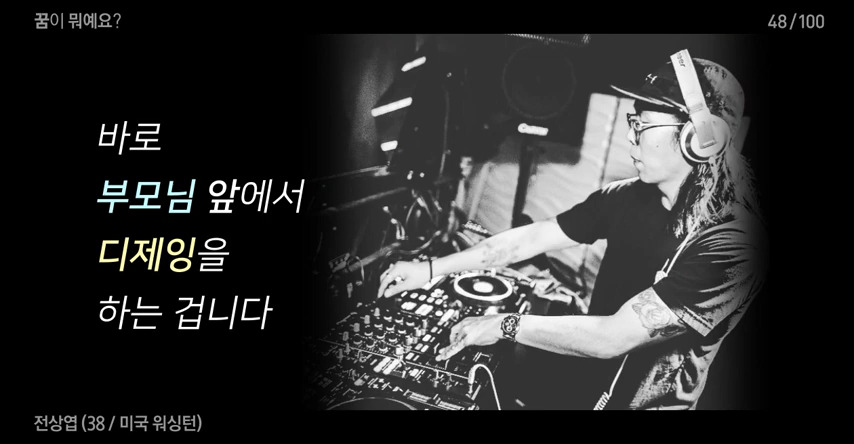 꿈이 뭐예요?
48/100
바로
부모님 앞에서
디제잉을
하는 겁니다
전상엽 (38 / 미국 워싱턴)